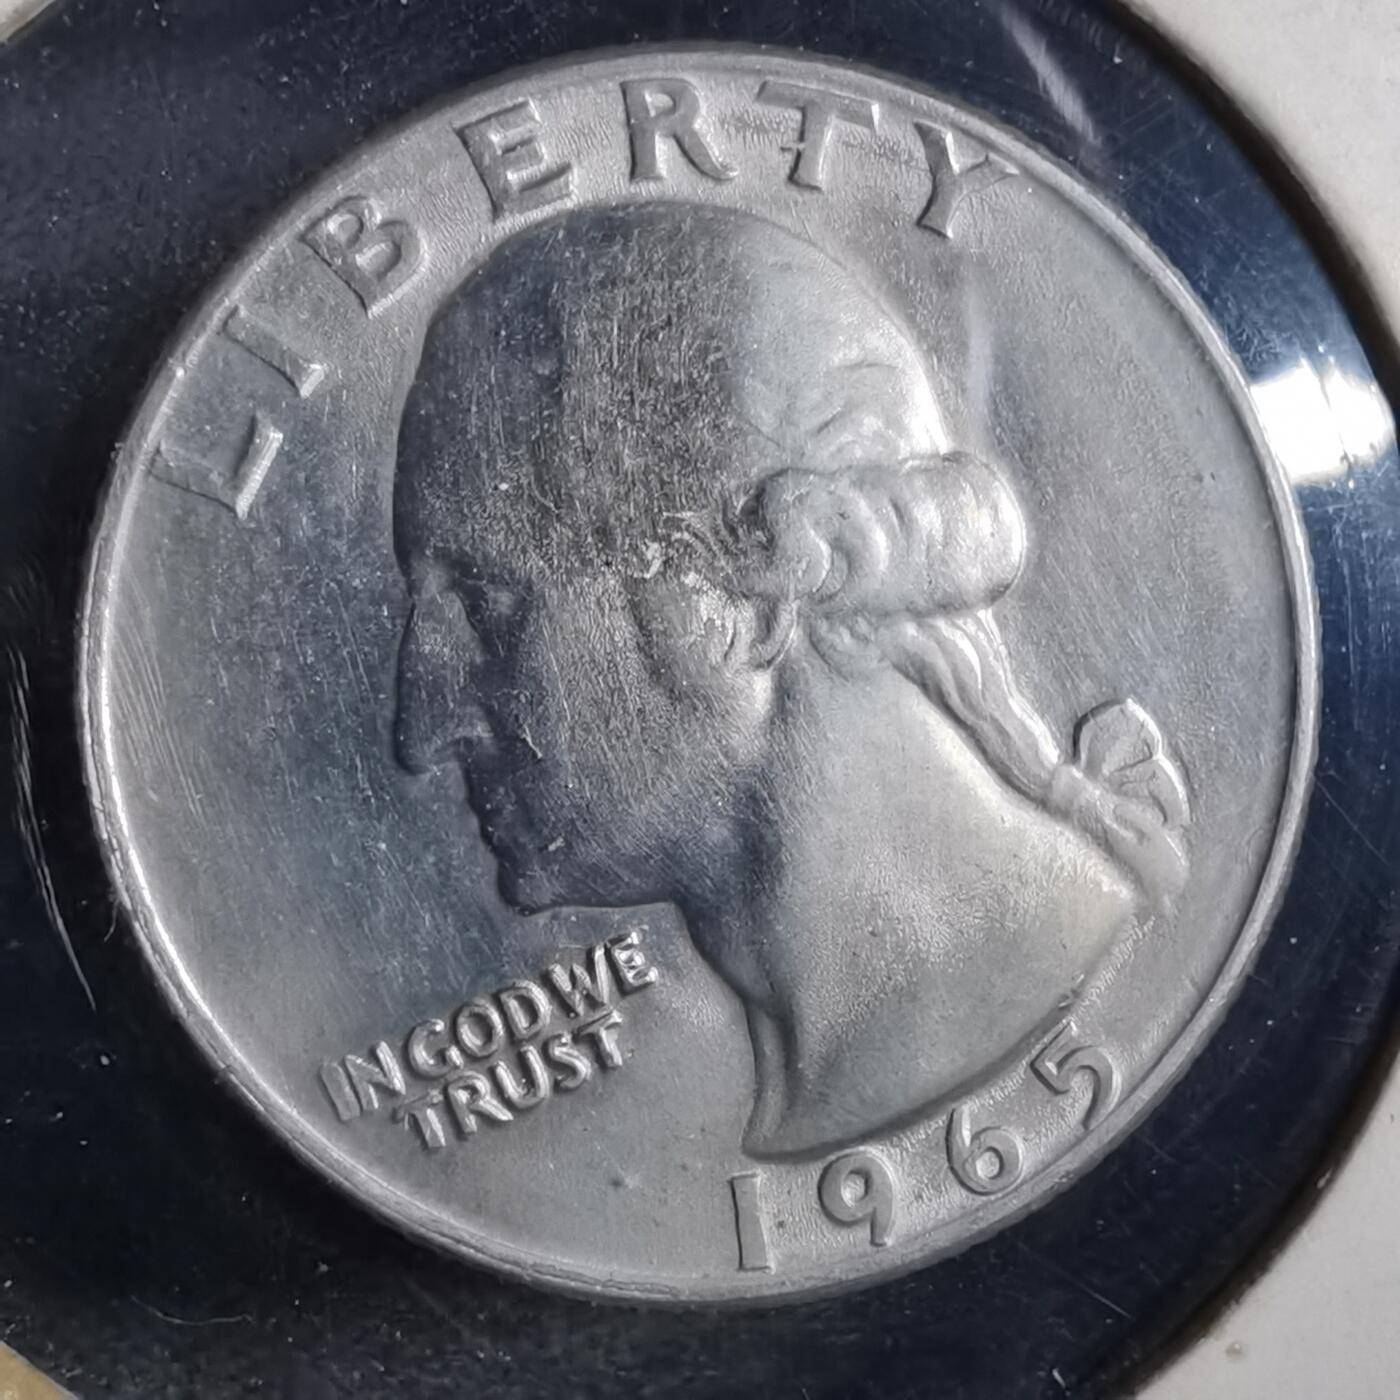 LIBERTY
IN GOD WE
TRUST
1965